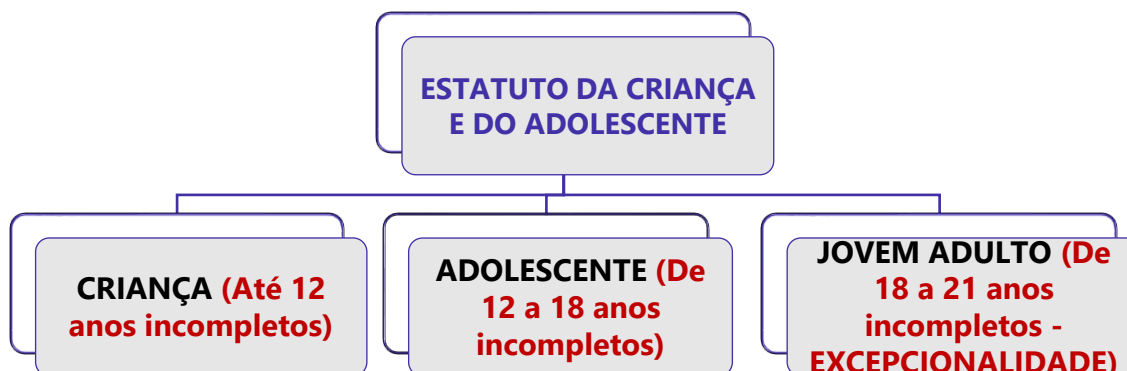 ESTATUTO DA CRIANÇA
E DO ADOLESCENTE
CRIANÇA (Até 12
anos incompletos)
ADOLESCENTE (De
12 a 18 anos
incompletos)
JOVEM ADULTO (De
18 a 21 anos
incompletos -
EXCEPCIONALIDADE)